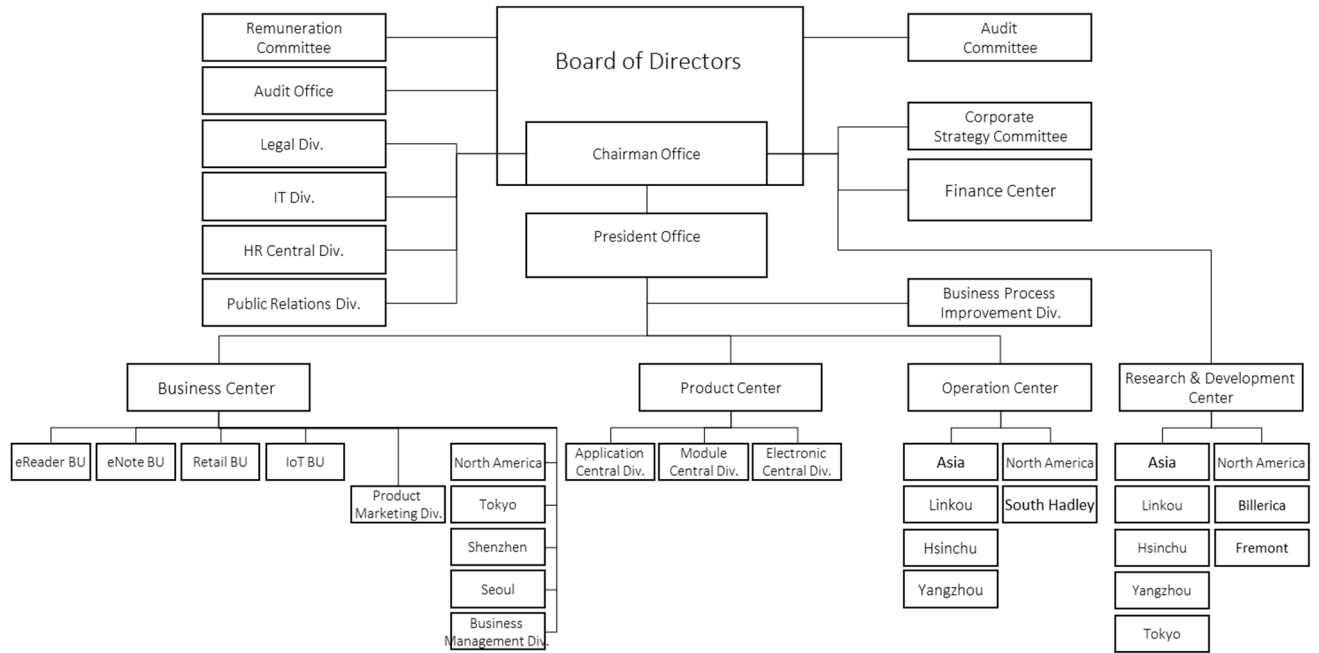 Remuneration
Committee
Audit Office
Legal Div.
IT Div.
HR Central Div.
Public Relations Div.
Board of Directors
Chairman Office
President Office
Audit
Committee
Corporate
Strategy Committee
Finance Center
Business Process
Improvement Div.
Business Center
Product Center
Operation Center
Research & Development
Center
eReader BU
eNote BU
Retail BU
IoT BU
Product
Marketing Div.
North America
Tokyo
Shenzhen
Seoul
Business
Management Div.
Application
Central Div.
Module
Central Div.
Electronic
Central Div.
Asia
Linkou
Hsinchu
Yangzhou
North America
South Hadley
Asia
Linkou
Hsinchu
Yangzhou
Tokyo
North America
Billerica
Fremont